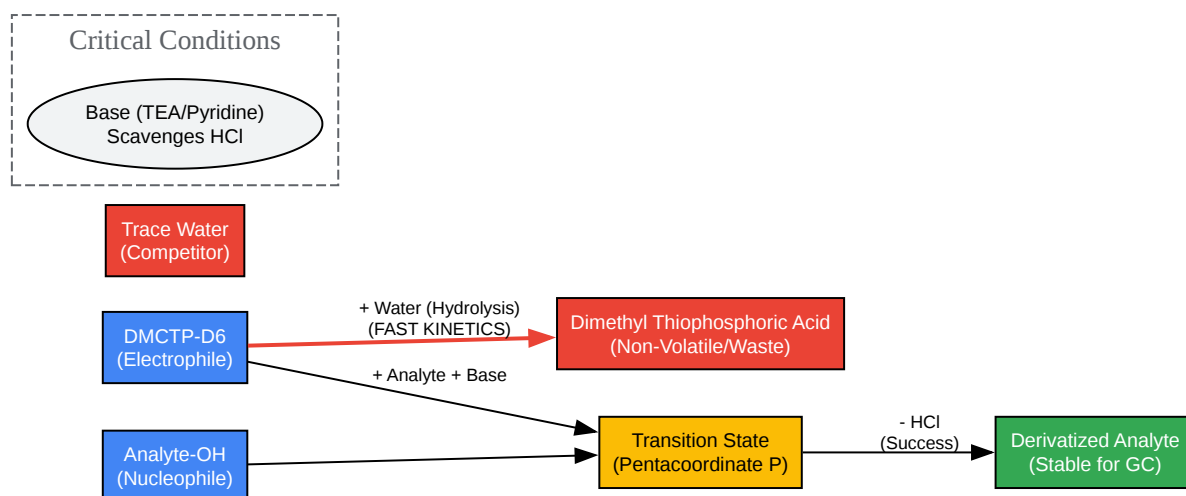 Critical Conditions
Base (TEA/Pyridine)
Scavenges HCl
Trace Water
(Competitor)
+ Water (Hydrolysis)
(FAST KINETICS)
DMCTP-D6
(Electrophile)
Dimethyl Thiophosphoric Acid
(Non-Volatile/Waste)
+ Analyte + Base
Analyte-OH
(Nucleophile)
Transition State
(Pentacoordinate P)
- HCl
(Success)
Derivatized Analyte
(Stable for GC)